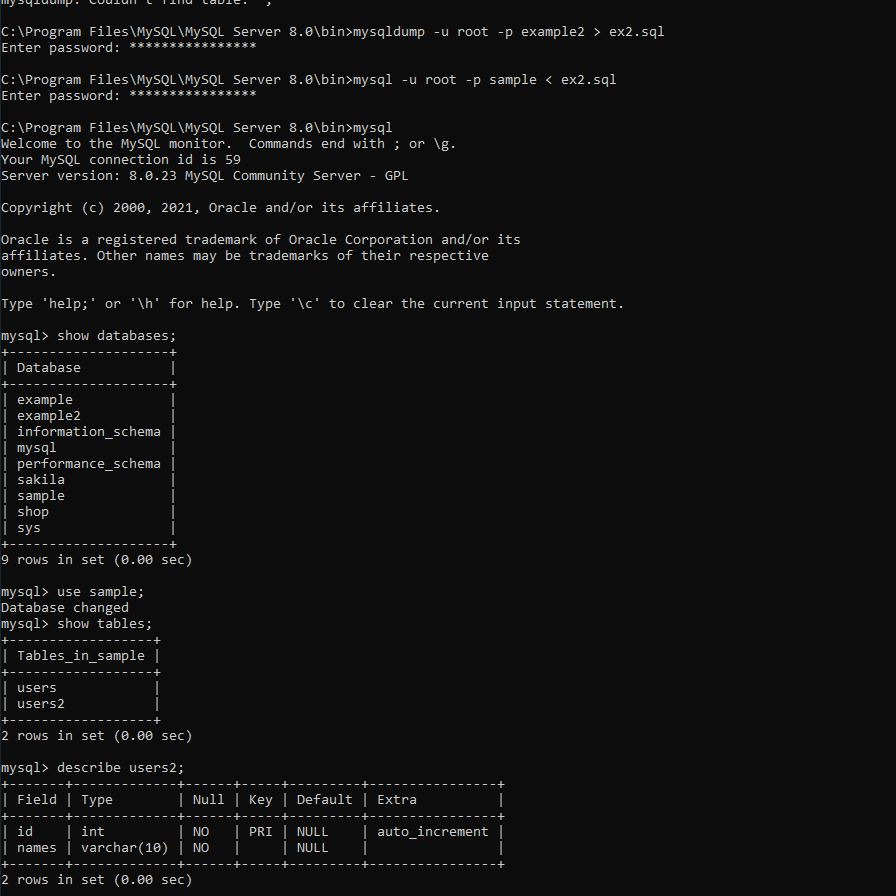 mysqldump: Couldn't find table: ";

C:\Program Files\MySQL\MySQL Server 8.0\bin>mysqldump -u root -p example2 > ex2.sql
Enter password: ****************

C:\Program Files\MySQL\MySQL Server 8.0\bin>mysql -u root -p sample < ex2.sql
Enter password: ****************

C:\Program Files\MySQL\MySQL Server 8.0\bin>mysql
Welcome to the MySQL monitor.  Commands end with ; or \g.
Your MySQL connection id is 59
Server version: 8.0.23 MySQL Community Server - GPL

Copyright (c) 2000, 2021, Oracle and/or its affiliates.

Oracle is a registered trademark of Oracle Corporation and/or its
affiliates. Other names may be trademarks of their respective
owners.

Type 'help;' or '\h' for help. Type '\c' to clear the current input statement.

mysql> show databases;
+--------------------+
| Database           |
+--------------------+
| example            |
| example2           |
| information_schema |
| mysql              |
| performance_schema |
| sakila             |
| sample             |
| shop               |
| sys                |
+--------------------+
9 rows in set (0.00 sec)

mysql> use sample;
Database changed
mysql> show tables;
+------------------+
| Tables_in_sample |
+------------------+
| users            |
| users2           |
+------------------+
2 rows in set (0.00 sec)

mysql> describe users2;
+-------+-------------+------+-----+---------+----------------+
| Field | Type        | Null | Key | Default | Extra          |
+-------+-------------+------+-----+---------+----------------+
| id    | int         | NO   | PRI | NULL    | auto_increment |
| names | varchar(10) | NO   |     | NULL    |                |
+-------+-------------+------+-----+---------+----------------+
2 rows in set (0.00 sec)